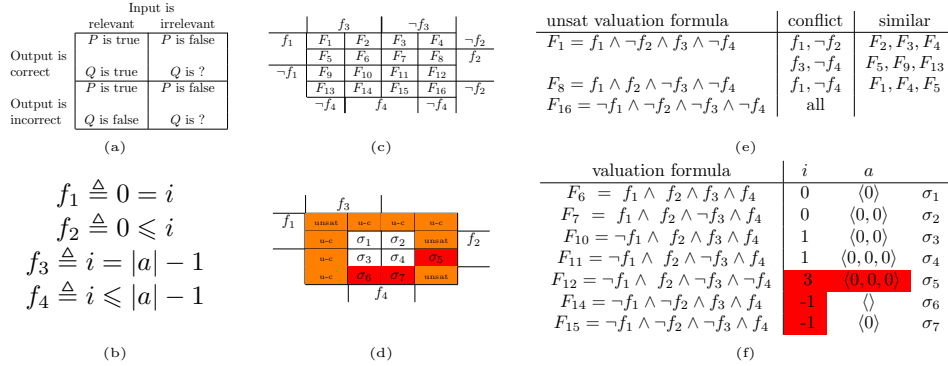 Input is
relevant irrelevant
Output is P is true P is false
correct Q is true Q is ?
Output is P is true P is false
incorrect Q is false Q is ?
(a)
f₃ ¬f₃
f₁ F₁ F₂ F₃ F₄ ¬f₂
F₅ F₆ F₇ F₈ f₂
¬f₁ F₉ F₁₀ F₁₁ F₁₂
F₁₃ F₁₄ F₁₅ F₁₆ ¬f₂
¬f₄ f₄ ¬f₄
(c)
unsat valuation formula conflict similar
F₁ = f₁ ∧ ¬f₂ ∧ f₃ ∧ ¬f₄ f₁, ¬f₂ F₂, F₃, F₄
f₃, ¬f₄ F₅, F₉, F₁₃
F₈ = f₁ ∧ f₂ ∧ ¬f₃ ∧ ¬f₄ f₁, ¬f₄ F₁, F₄, F₅
F₁₆ = ¬f₁ ∧ ¬f₂ ∧ ¬f₃ ∧ ¬f₄ all
(e)
f₁ ≜ 0 = i
f₂ ≜ 0 ⩽ i
f₃ ≜ i = |a| − 1
f₄ ≜ i ⩽ |a| − 1
(b)
f₃
f₁ unsat u-c u-c u-c
u-c σ₁ σ₂ unsat f₂
u-c σ₃ σ₄ σ₅
u-c σ₆ σ₇ unsat
f₄
(d)
valuation formula i a
F₆ = f₁ ∧ f₂ ∧ f₃ ∧ f₄ 0 ⟨0⟩ σ₁
F₇ = f₁ ∧ f₂ ∧ ¬f₃ ∧ f₄ 0 ⟨0, 0⟩ σ₂
F₁₀ = ¬f₁ ∧ f₂ ∧ f₃ ∧ f₄ 1 ⟨0, 0⟩ σ₃
F₁₁ = ¬f₁ ∧ f₂ ∧ ¬f₃ ∧ f₄ 1 ⟨0, 0, 0⟩ σ₄
F₁₂ = ¬f₁ ∧ f₂ ∧ ¬f₃ ∧ ¬f₄ 3 ⟨0, 0, 0⟩ σ₅
F₁₄ = ¬f₁ ∧ ¬f₂ ∧ f₃ ∧ f₄ -1 ⟨⟩ σ₆
F₁₅ = ¬f₁ ∧ ¬f₂ ∧ ¬f₃ ∧ f₄ -1 ⟨0⟩ σ₇
(f)